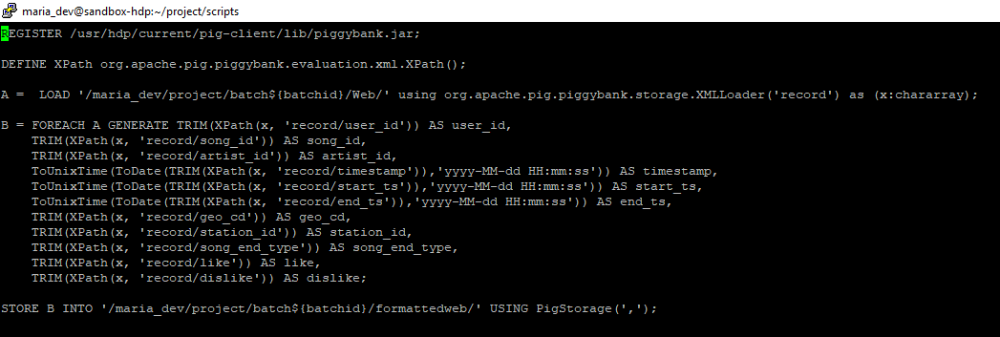 maria_dev@sandbox-hdp:~/project/scripts
REGISTER /usr/hdp/current/pig-client/lib/piggybank.jar;
DEFINE XPath org.apache.pig.piggybank.evaluation.xml.XPath();
A =  LOAD '/maria_dev/project/batch${batchid}/Web/' using org.apache.pig.piggybank.storage.XMLLoader('record') as (x:chararray);
B = FOREACH A GENERATE TRIM(XPath(x, 'record/user_id')) AS user_id,
    TRIM(XPath(x, 'record/song_id')) AS song_id,
    TRIM(XPath(x, 'record/artist_id')) AS artist_id,
    ToUnixTime(ToDate(TRIM(XPath(x, 'record/timestamp')),'yyyy-MM-dd HH:mm:ss')) AS timestamp,
    ToUnixTime(ToDate(TRIM(XPath(x, 'record/start_ts')),'yyyy-MM-dd HH:mm:ss')) AS start_ts,
    ToUnixTime(ToDate(TRIM(XPath(x, 'record/end_ts')),'yyyy-MM-dd HH:mm:ss')) AS end_ts,
    TRIM(XPath(x, 'record/geo_cd')) AS geo_cd,
    TRIM(XPath(x, 'record/station_id')) AS station_id,
    TRIM(XPath(x, 'record/song_end_type')) AS song_end_type,
    TRIM(XPath(x, 'record/like')) AS like,
    TRIM(XPath(x, 'record/dislike')) AS dislike;
STORE B INTO '/maria_dev/project/batch${batchid}/formattedweb/' USING PigStorage(',');